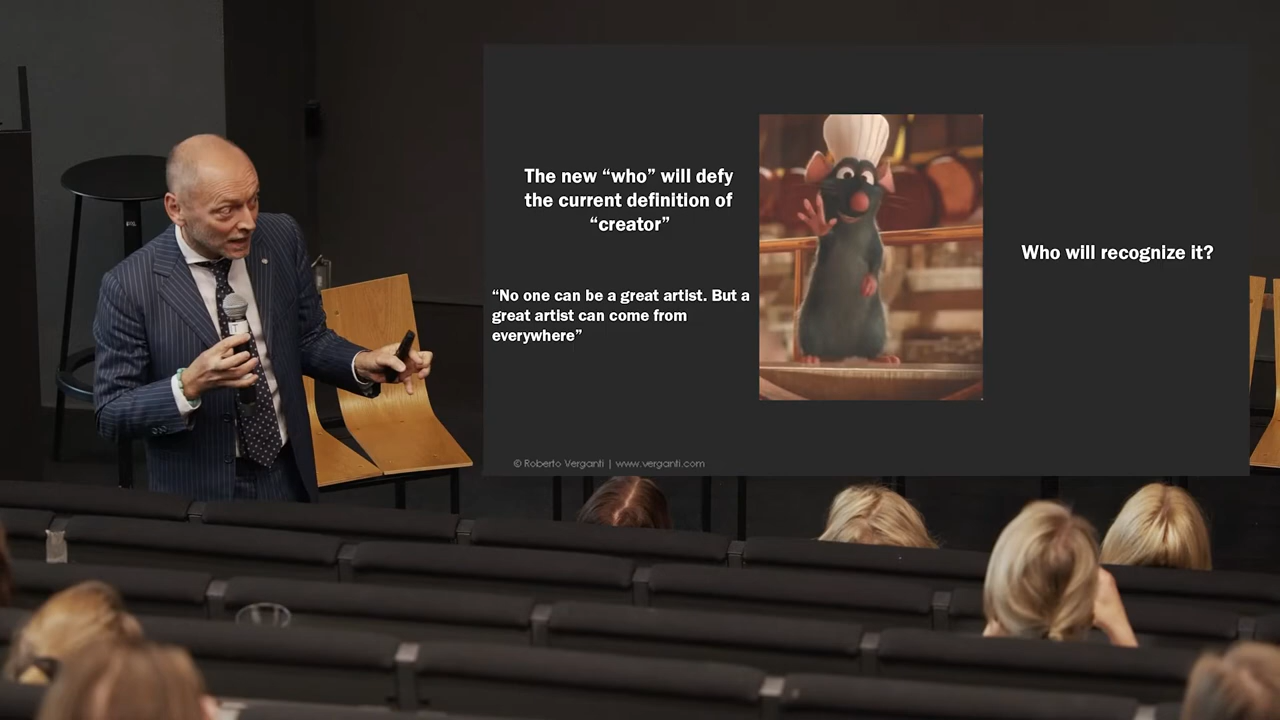 The new “who” will defy
the current definition of
“creator”
“No one can be a great artist. But a
great artist can come from
everywhere”
Who will recognize it?
© Roberto Verganti | www.verganti.com